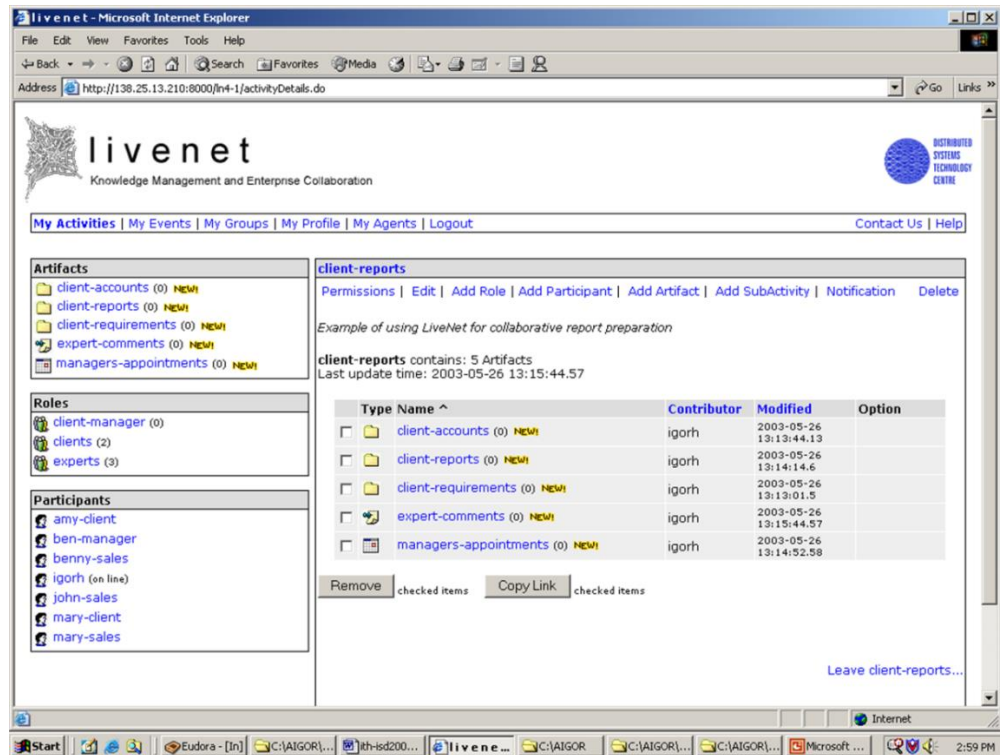 livenet - Microsoft Internet Explorer
File Edit View Favorites Tools Help
Back Search Favorites Media
Address http://138.25.13.210:8000/ln4-1/activityDetails.do Go Links »
livenet
Knowledge Management and Enterprise Collaboration
DISTRIBUTED
SYSTEMS
TECHNOLOGY
CENTRE
My Activities | My Events | My Groups | My Profile | My Agents | Logout Contact Us | Help
Artifacts
client-accounts (0) NEW!
client-reports (0) NEW!
client-requirements (0) NEW!
expert-comments (0) NEW!
managers-appointments (0) NEW!
Roles
client-manager (0)
clients (2)
experts (3)
Participants
amy-client
ben-manager
benny-sales
igorh (on line)
john-sales
mary-client
mary-sales
client-reports
Permissions | Edit | Add Role | Add Participant | Add Artifact | Add SubActivity | Notification Delete
Example of using LiveNet for collaborative report preparation
client-reports contains: 5 Artifacts
Last update time: 2003-05-26 13:15:44.57
Type Name ^ Contributor Modified Option
client-accounts (0) NEW! igorh 2003-05-26 13:13:44.13
client-reports (0) NEW! igorh 2003-05-26 13:14:14.6
client-requirements (0) NEW! igorh 2003-05-26 13:13:01.5
expert-comments (0) NEW! igorh 2003-05-26 13:15:44.57
managers-appointments (0) NEW! igorh 2003-05-26 13:14:52.58
Remove checked items Copy Link checked items
Leave client-reports...
Internet
Start Eudora - [In] C:\AIGOR\... ith-isd200... livene... C:\AIGOR C:\AIGOR\... C:\AIGOR\... Microsoft ... 2:59 PM